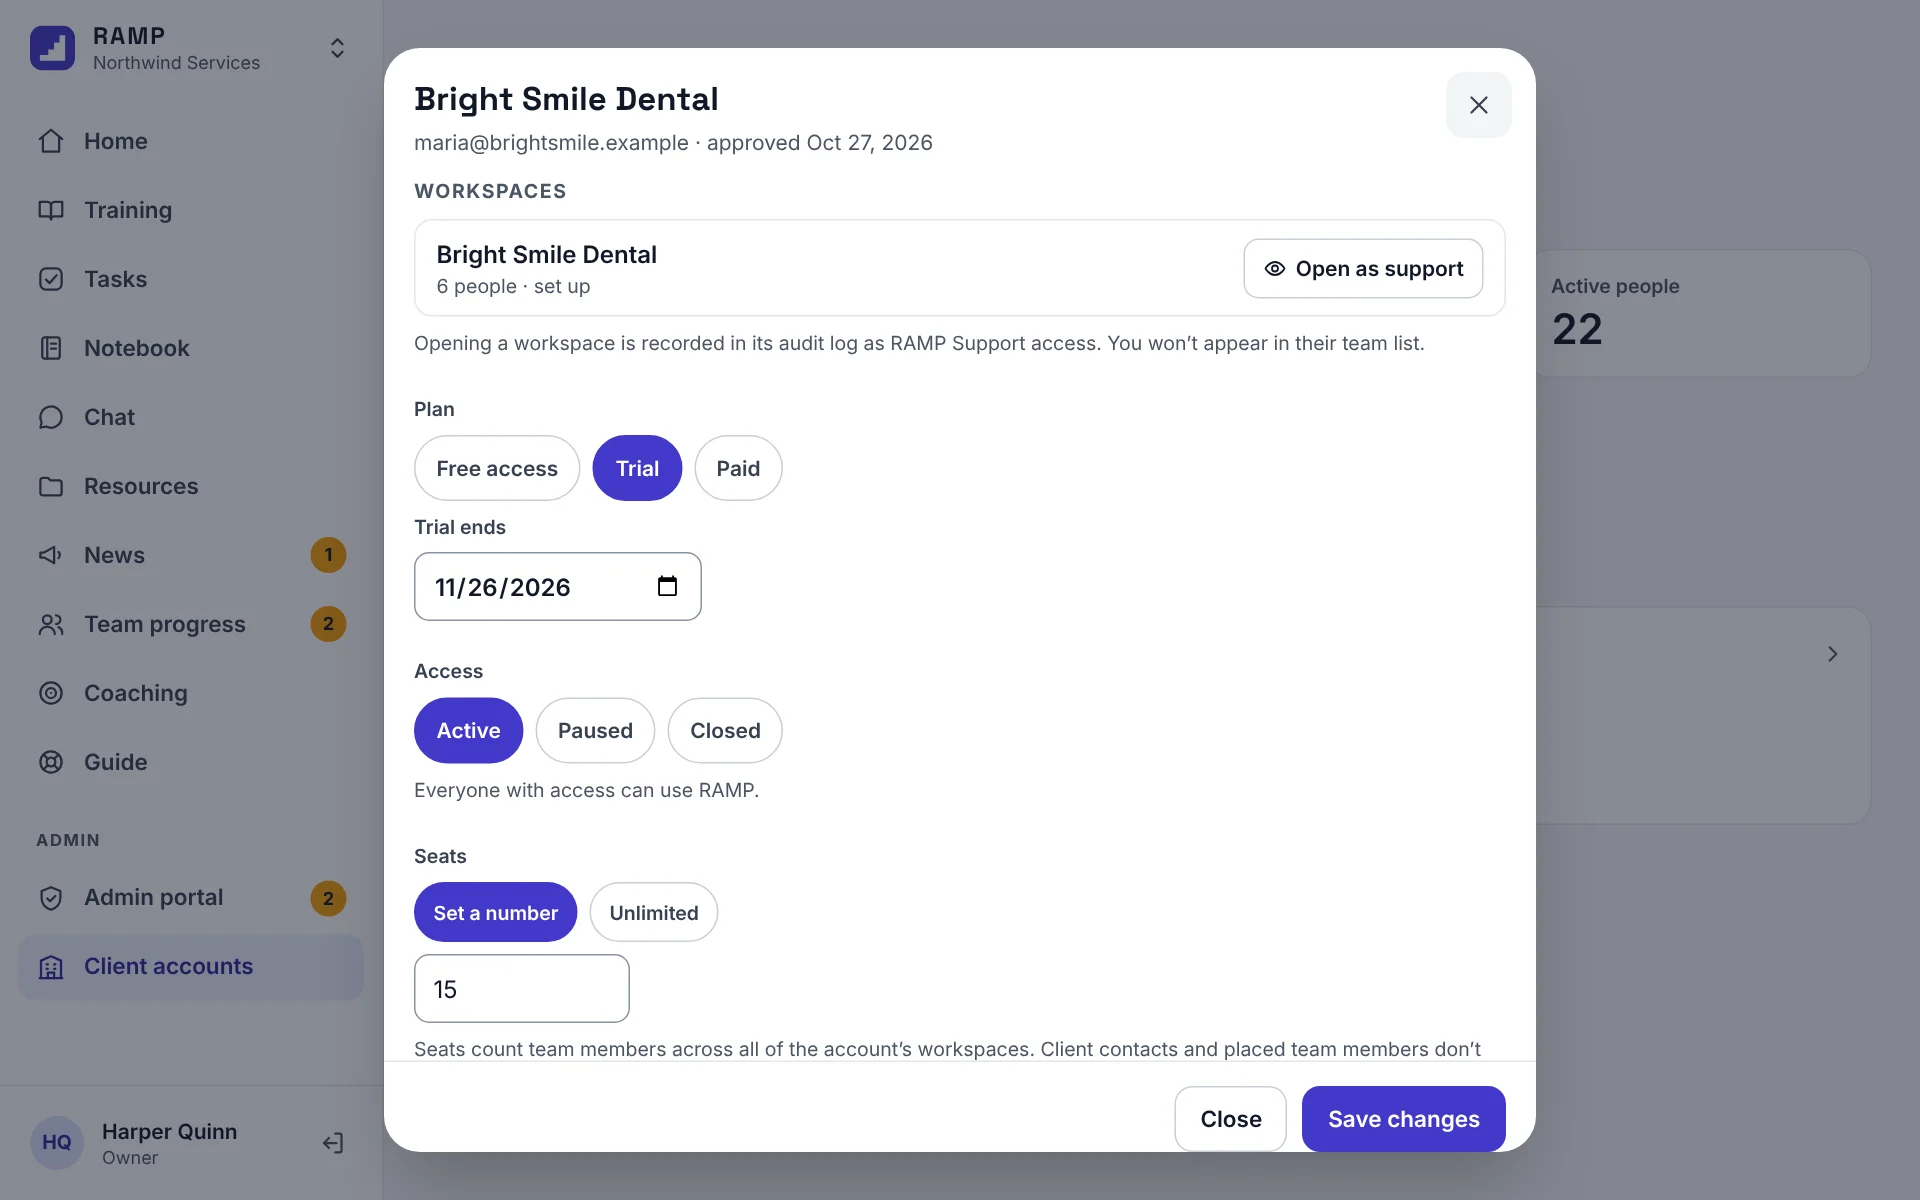 RAMP
Northwind Services
Home
Training
Tasks
Notebook
Chat
Resources
News
1
Team progress
2
Coaching
Guide
ADMIN
Admin portal
2
Client accounts
HQ
Harper Quinn
Owner
Bright Smile Dental
maria@brightsmile.example · approved Oct 27, 2026
WORKSPACES
Bright Smile Dental
6 people · set up
Open as support
Opening a workspace is recorded in its audit log as RAMP Support access. You won’t appear in their team list.
Plan
Free access
Trial
Paid
Trial ends
11/26/2026
Access
Active
Paused
Closed
Everyone with access can use RAMP.
Seats
Set a number
Unlimited
15
Seats count team members across all of the account’s workspaces. Client contacts and placed team members don’t
Close
Save changes
Active people
22